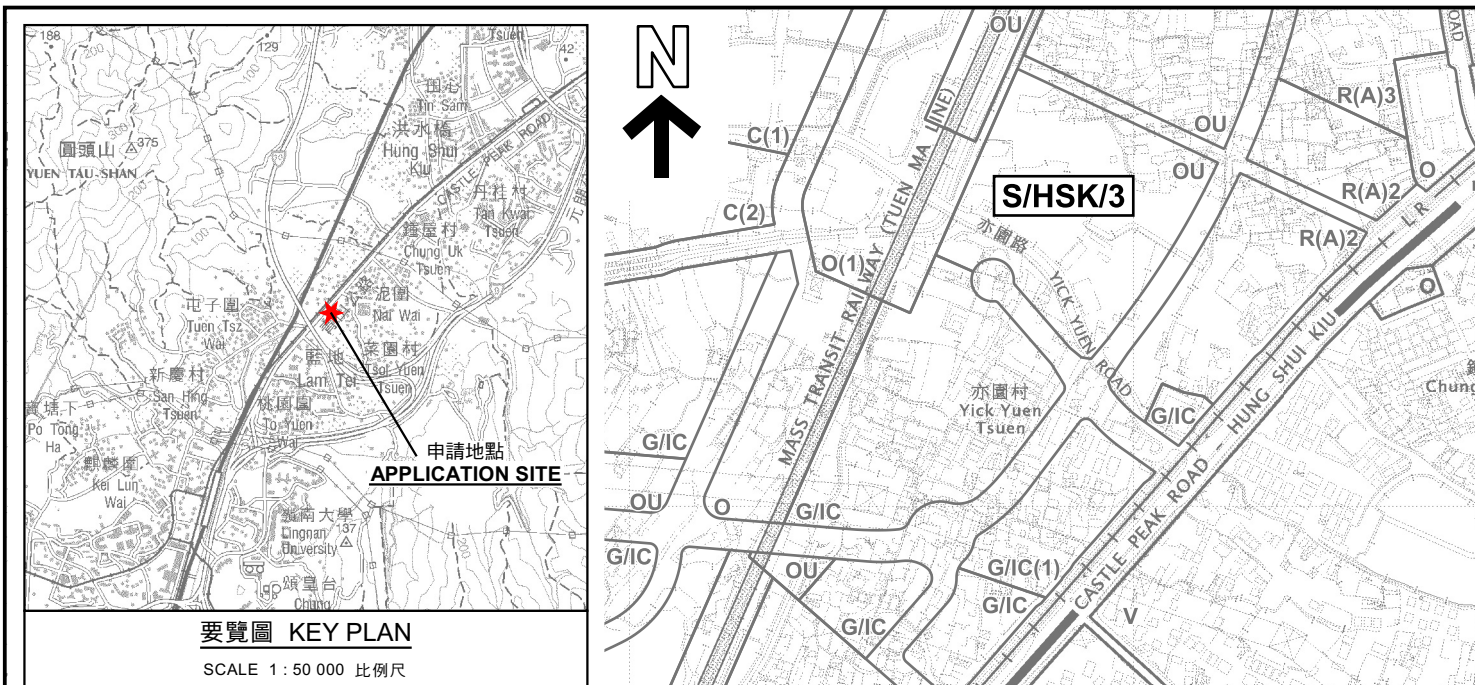 188
129
Tsuen
42
田心
Tin Sam
洪水橋
Hung Shui
Kiu
圓頭山 375
YUEN TAU SHAN
CASTLE PEAK ROAD
丹桂村
Tan Kwai
Tsuen
鍾屋村
Chung Uk
Tsuen
元朗
屯子圍
Tuen Tsz
Wai
泥圍
Nai Wai
藍地
Lam Tei
菜園村
Tsoi Yuen
Tsuen
新慶村
San Hing
Tsuen
桃園圍
To Yuen
Wai
寶塘下
Po Tong
Ha
麒麟圍
Kei Lun
Wai
申請地點
APPLICATION SITE
嶺南大學
Lingnan
University
137
頌皇台
Chung
100
100
200
要覽圖 KEY PLAN
SCALE 1 : 50 000 比例尺
N
OU
C(1)
C(2)
O(1)
MASS TRANSIT RAILWAY (TUEN MA LINE)
S/HSK/3
R(A)3
OU
OU
O
R(A)2
R(A)2
ROAD
亦園路
YICK YUEN ROAD
亦園村
Yick Yuen
Tsuen
G/IC
O
Chung
CASTLE PEAK ROAD - HUNG SHUI KIU
LR
G/IC
OU
O
G/IC
G/IC
OU
G/IC
G/IC(1)
G/IC
V